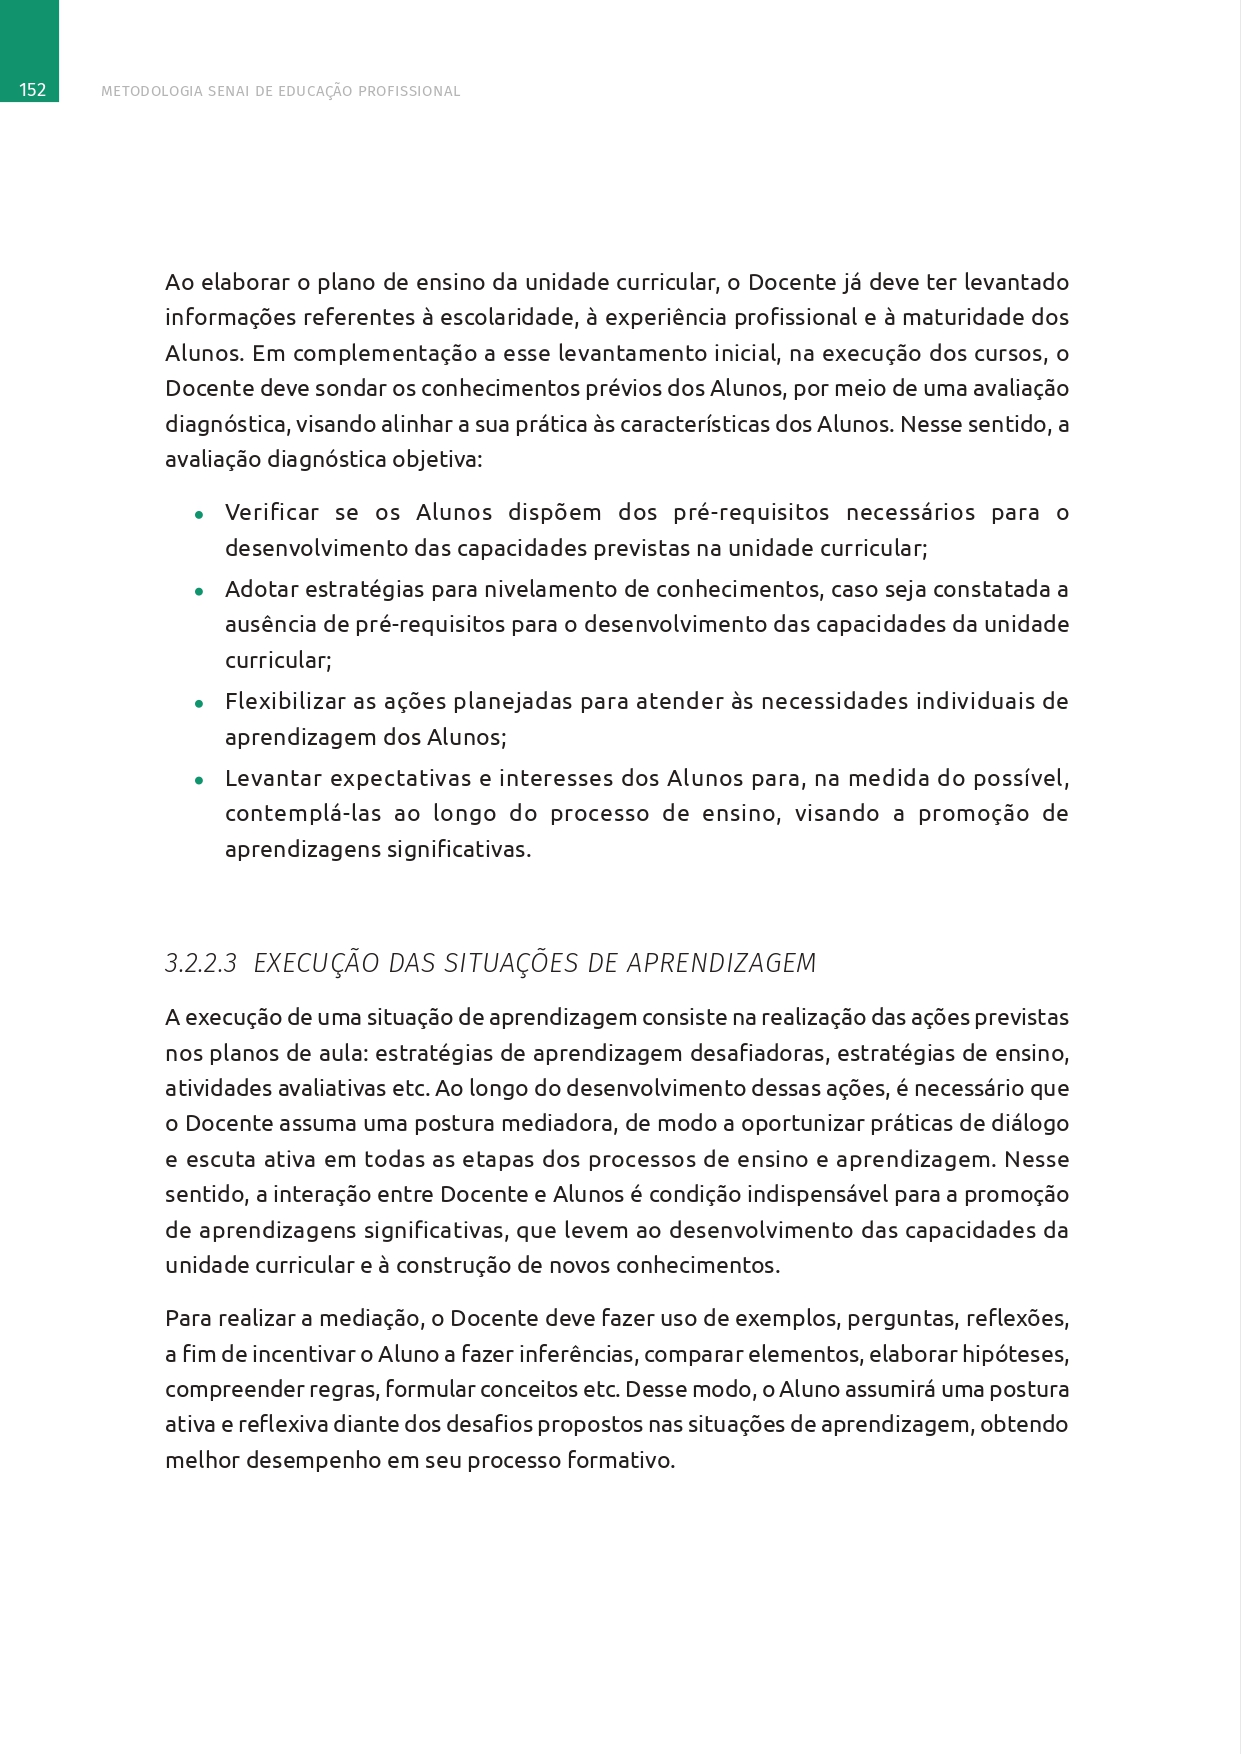 152
METODOLOGIA SENAI DE EDUCAÇÃO PROFISSIONAL
Ao elaborar o plano de ensino da unidade curricular, o Docente já deve ter levantado
informações referentes à escolaridade, à experiência profissional e à maturidade dos
Alunos. Em complementação a esse levantamento inicial, na execução dos cursos, o
Docente deve sondar os conhecimentos prévios dos Alunos, por meio de uma avaliação
diagnóstica, visando alinhar a sua prática às características dos Alunos. Nesse sentido, a
avaliação diagnóstica objetiva:
• Verificar se os Alunos dispõem dos pré-requisitos necessários para o
desenvolvimento das capacidades previstas na unidade curricular;
• Adotar estratégias para nivelamento de conhecimentos, caso seja constatada a
ausência de pré-requisitos para o desenvolvimento das capacidades da unidade
curricular;
• Flexibilizar as ações planejadas para atender às necessidades individuais de
aprendizagem dos Alunos;
• Levantar expectativas e interesses dos Alunos para, na medida do possível,
contemplá-las ao longo do processo de ensino, visando a promoção de
aprendizagens significativas.
3.2.2.3 EXECUÇÃO DAS SITUAÇÕES DE APRENDIZAGEM
A execução de uma situação de aprendizagem consiste na realização das ações previstas
nos planos de aula: estratégias de aprendizagem desafiadoras, estratégias de ensino,
atividades avaliativas etc. Ao longo do desenvolvimento dessas ações, é necessário que
o Docente assuma uma postura mediadora, de modo a oportunizar práticas de diálogo
e escuta ativa em todas as etapas dos processos de ensino e aprendizagem. Nesse
sentido, a interação entre Docente e Alunos é condição indispensável para a promoção
de aprendizagens significativas, que levem ao desenvolvimento das capacidades da
unidade curricular e à construção de novos conhecimentos.
Para realizar a mediação, o Docente deve fazer uso de exemplos, perguntas, reflexões,
a fim de incentivar o Aluno a fazer inferências, comparar elementos, elaborar hipóteses,
compreender regras, formular conceitos etc. Desse modo, o Aluno assumirá uma postura
ativa e reflexiva diante dos desafios propostos nas situações de aprendizagem, obtendo
melhor desempenho em seu processo formativo.